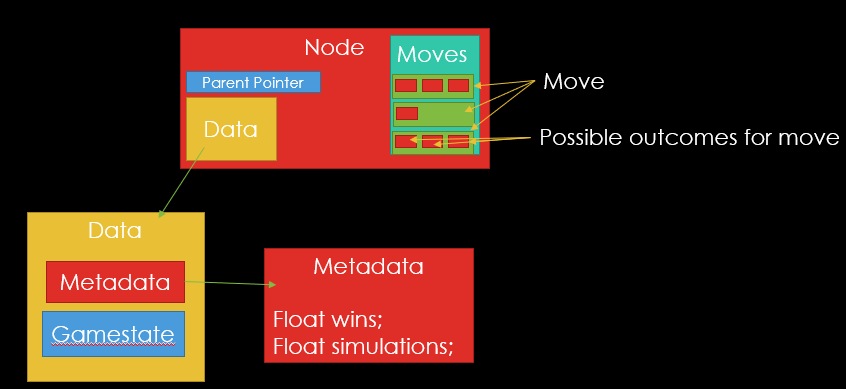 Node
Moves
Parent Pointer
Data
Move
Possible outcomes for move
Data
Metadata
Gamestate
Metadata
Float wins;
Float simulations;